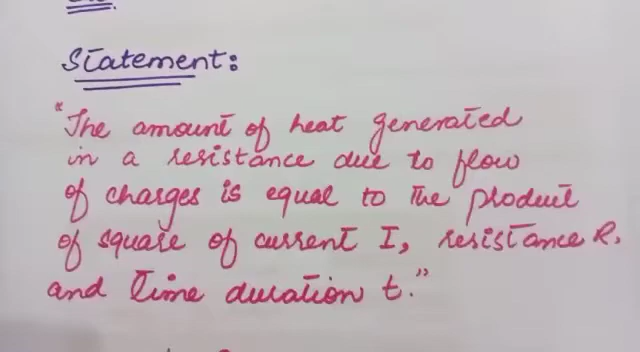 Statement:
"The amount of heat generated
in a resistance due to flow
of charges is equal to the product
of square of current I, resistance R,
and time duration t."